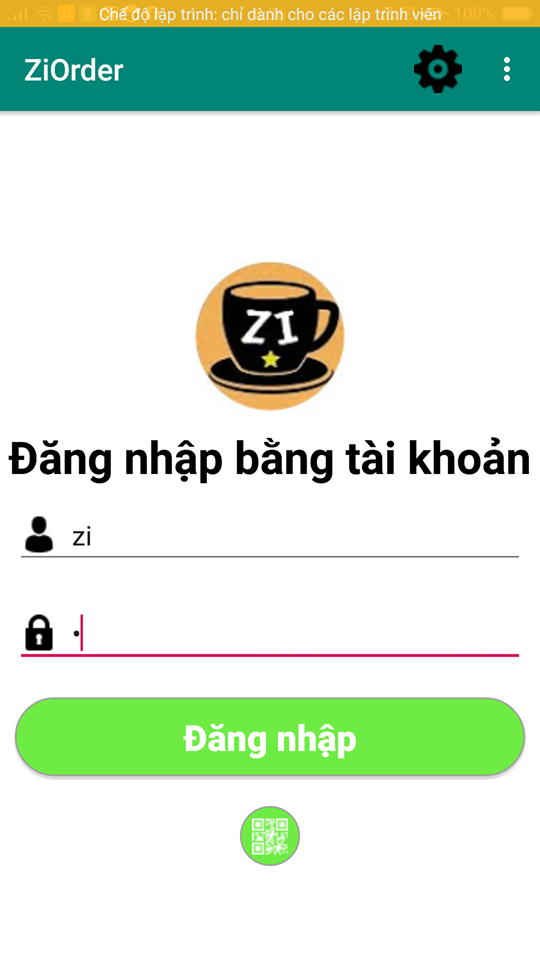 Chế độ lập trình: chỉ dành cho các lập trình viên
100%
ZiOrder
ZI
Đăng nhập bằng tài khoản
zi
•
Đăng nhập